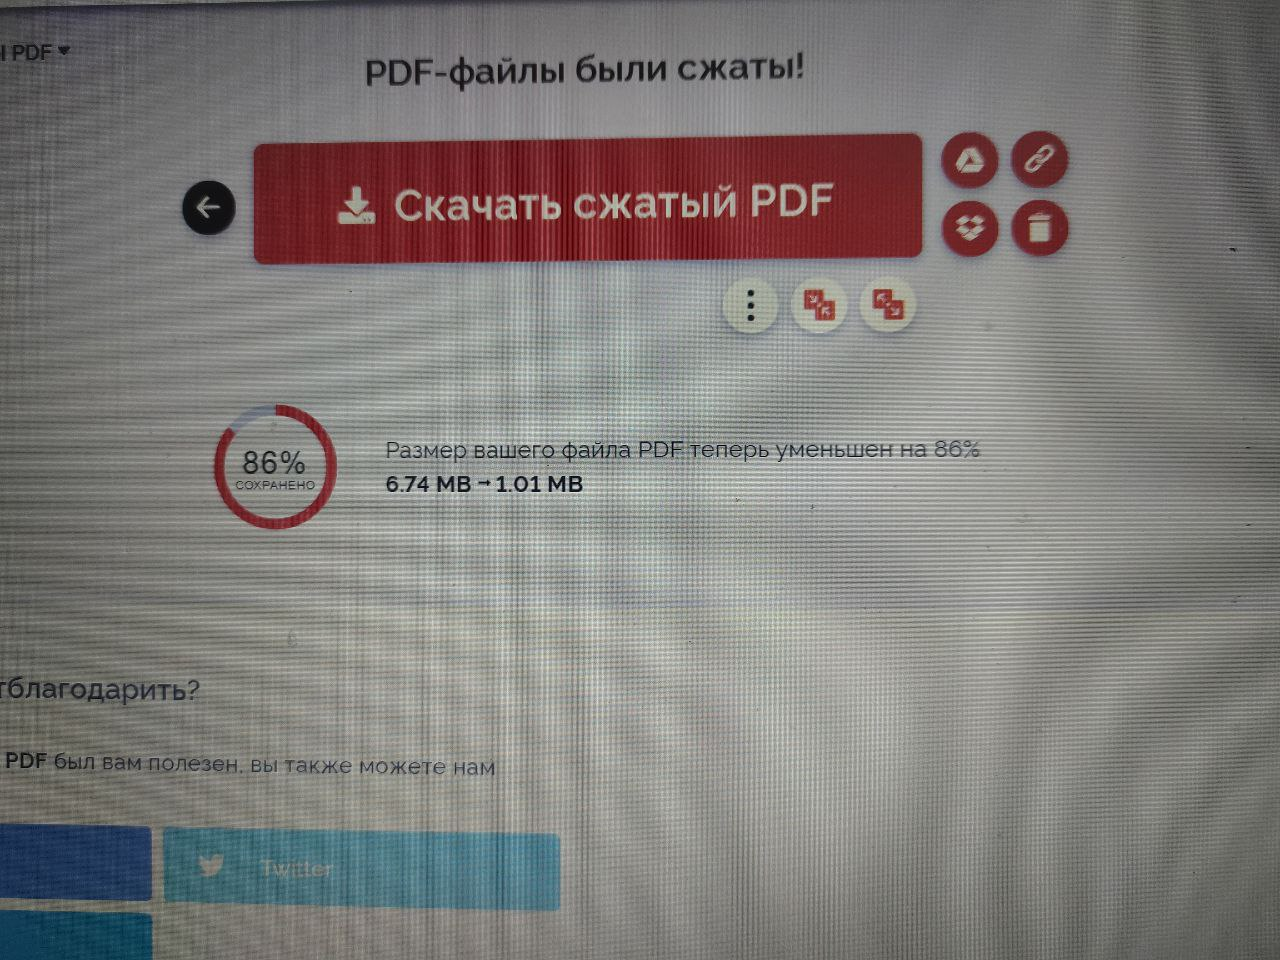 PDF
PDF-файлы были сжаты!
Скачать сжатый PDF
86%
СОХРАНЕНО
Размер вашего файла PDF теперь уменьшен на 86%
6.74 MB → 1.01 MB
тблагодарить?
PDF был вам полезен, вы также можете нам
Twitter